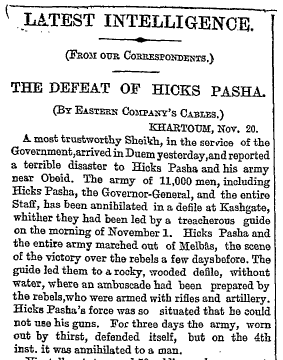 LATEST INTELLIGENCE.
(FROM OUR CORRESPONDENTS.)
THE DEFEAT OF HICKS PASHA.
(BY EASTERN COMPANY'S CABLES.)
KHARTOUM, NOV. 20.
A most trustworthy Sheikh, in the service of the
Government, arrived in Duem yesterday, and reported
a terrible disaster to Hicks Pasha and his army
near Obeid. The army of 11,000 men, including
Hicks Pasha, the Governor-General, and the entire
Staff, has been annihilated in a defile at Kashgate,
whither they had been led by a treacherous guide
on the morning of November 1. Hicks Pasha and
the entire army marched out of Melbās, the scene
of the victory over the rebels a few days before. The
guide led them to a rocky, wooded defile, without
water, where an ambuscade had been prepared by
the rebels, who were armed with rifles and artillery.
Hicks Pasha's force was so situated that he could
not use his guns. For three days the army, worn
out by thirst, defended itself, but on the 4th
inst. it was annihilated to a man.